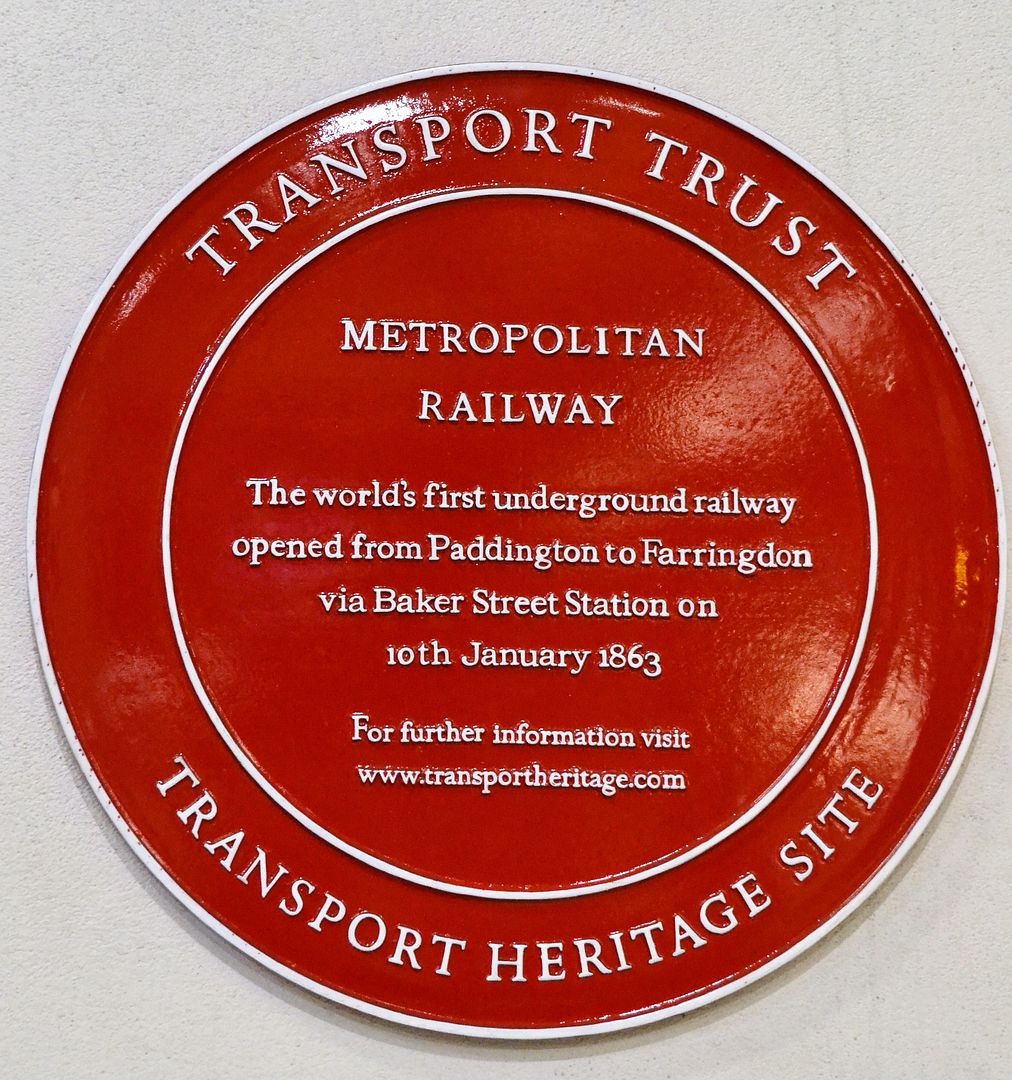 TRANSPORT TRUST
METROPOLITAN
RAILWAY
The world's first underground railway
opened from Paddington to Farringdon
via Baker Street Station on
10th January 1863
For further information visit
www.transportheritage.com
TRANSPORT HERITAGE SITE